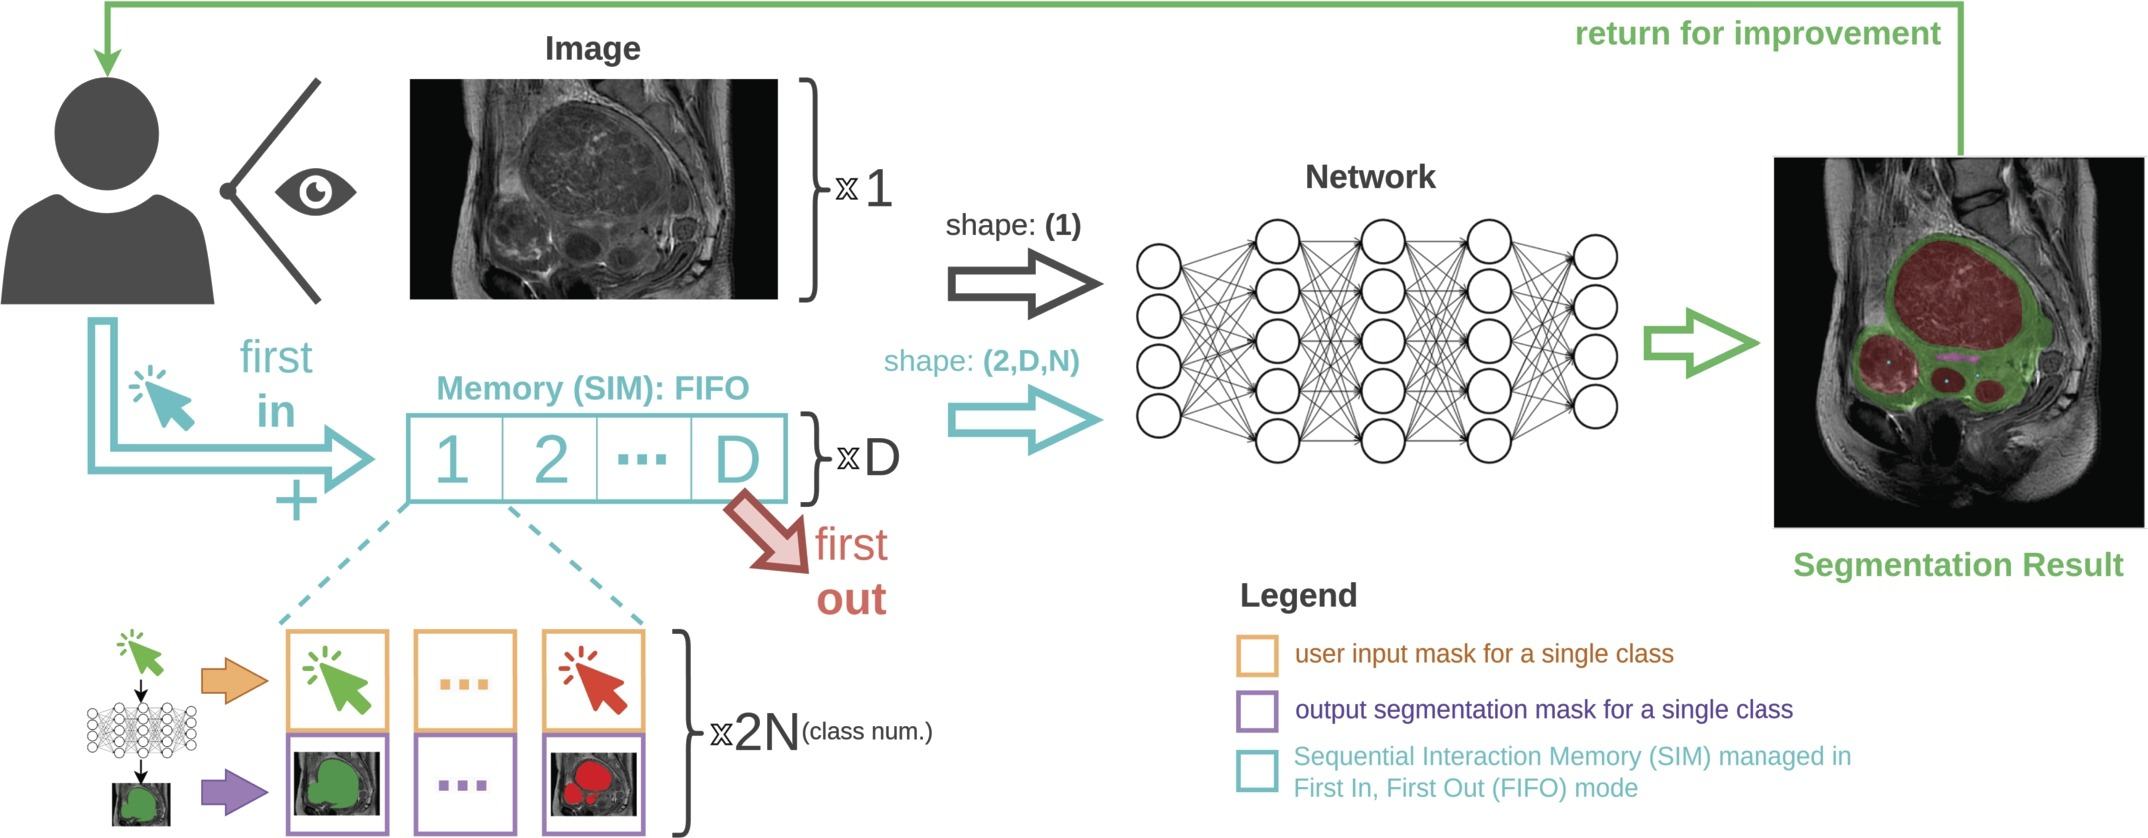 return for improvement
Image
x 1
Network
shape: (1)
first
in
Memory (SIM): FIFO
shape: (2,D,N)
1 2 ... D
xD
+
first
out
Segmentation Result
Legend
user input mask for a single class
output segmentation mask for a single class
Sequential Interaction Memory (SIM) managed in
First In, First Out (FIFO) mode
...
x2N(class num.)
...